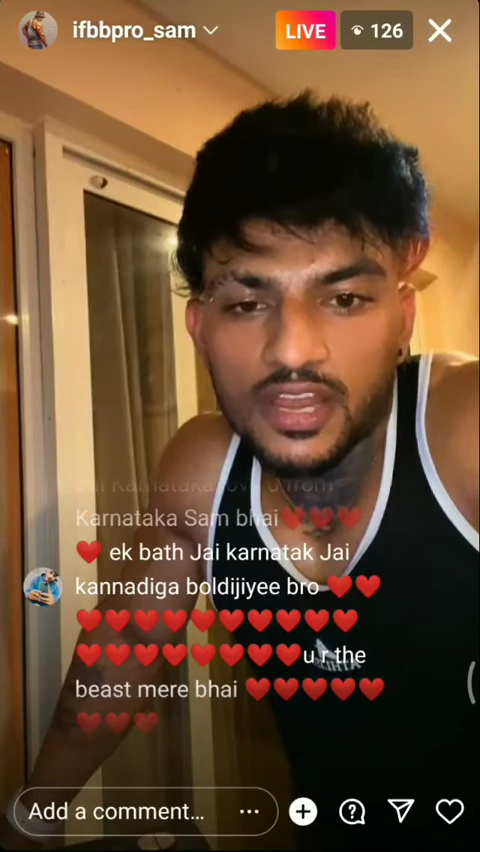 ifbbpro_sam
LIVE
126
Karnataka Sam bhai❤️❤️❤️
❤️ ek bath Jai karnatak Jai
kannadiga boldijiyee bro ❤️❤️
❤️❤️❤️❤️❤️❤️❤️❤️❤️❤️
❤️❤️❤️❤️❤️❤️❤️❤️u r the
beast mere bhai ❤️❤️❤️❤️❤️
❤️❤️❤️
Add a comment...